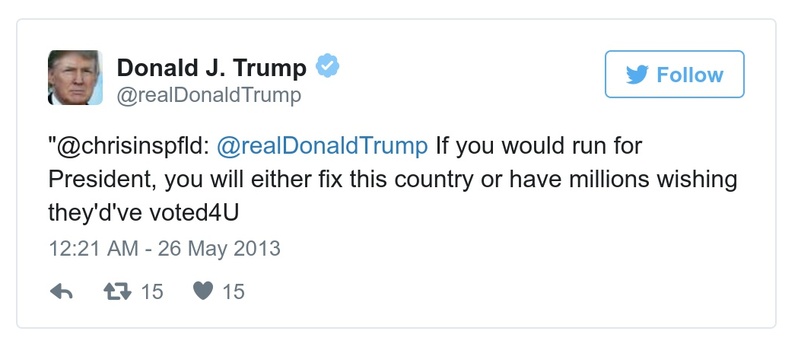 Donald J. Trump
@realDonaldTrump
Follow
"@chrisinspfld: @realDonaldTrump If you would run for
President, you will either fix this country or have millions wishing
they'd've voted4U
12:21 AM - 26 May 2013
15 15